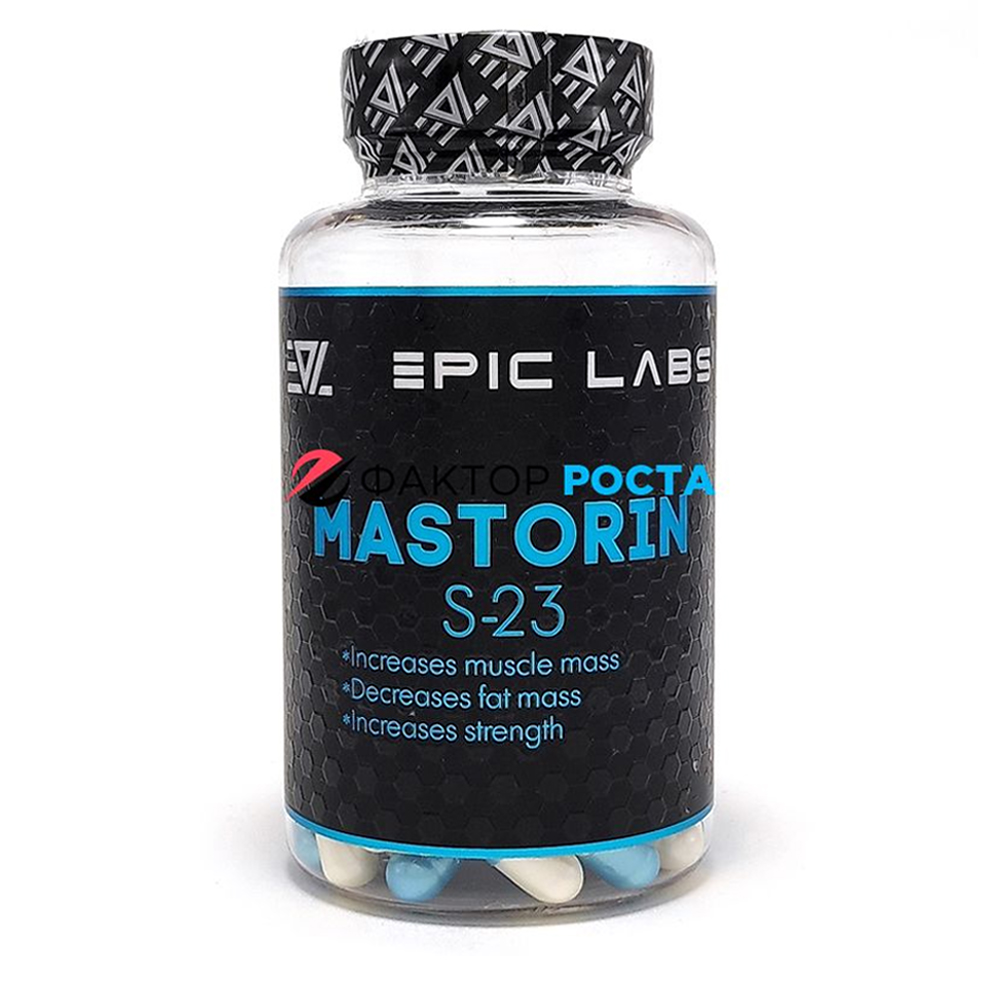 EPIC LABS
ФАКТОР РОСТА
MASTORIN
S-23
*Increases muscle mass
*Decreases fat mass
*Increases strength